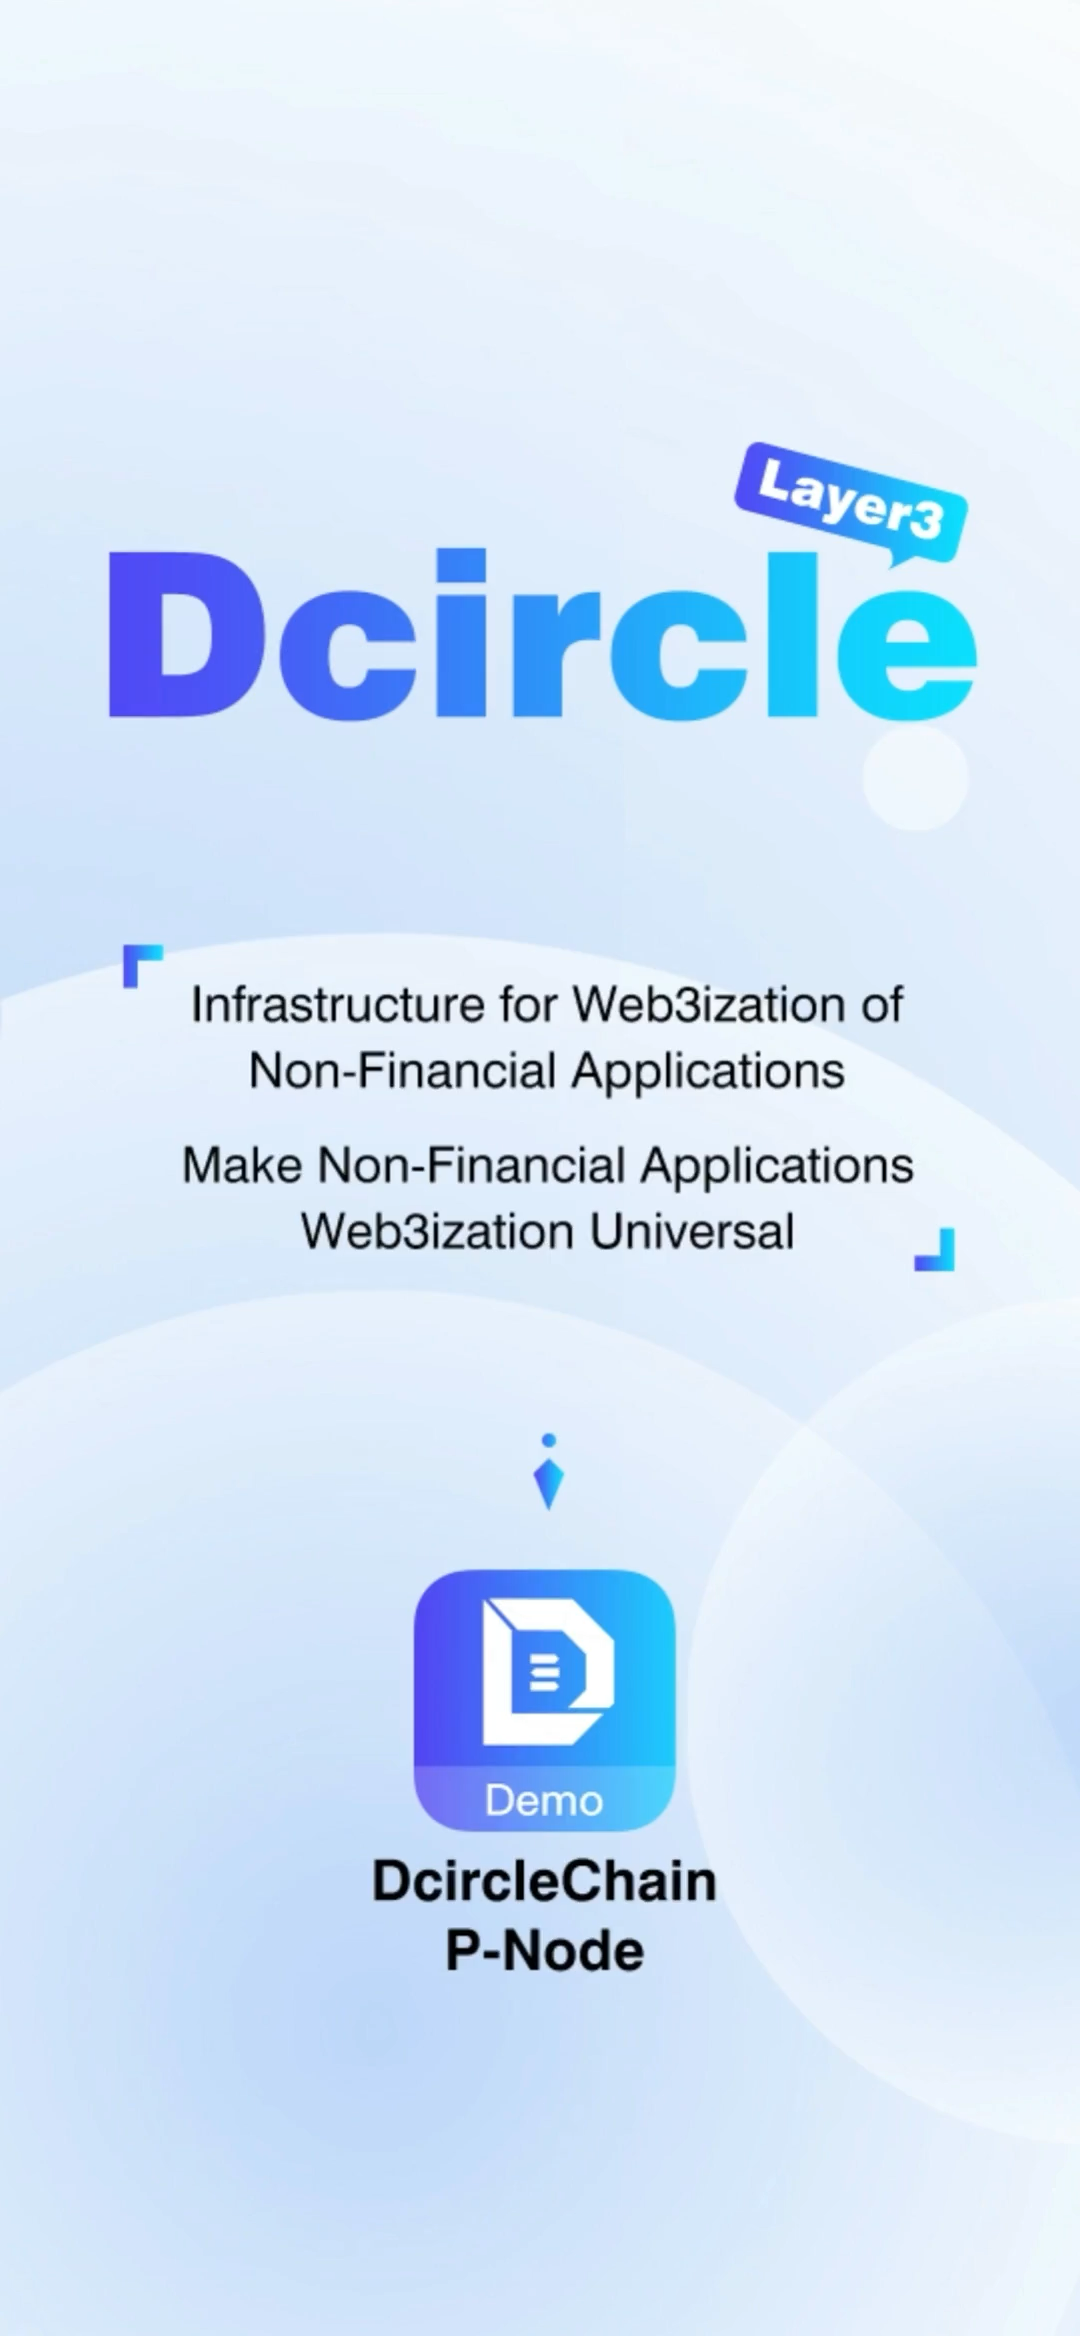 Layer3
Dcircle
Infrastructure for Web3ization of
Non-Financial Applications
Make Non-Financial Applications
Web3ization Universal
Demo
DcircleChain
P-Node